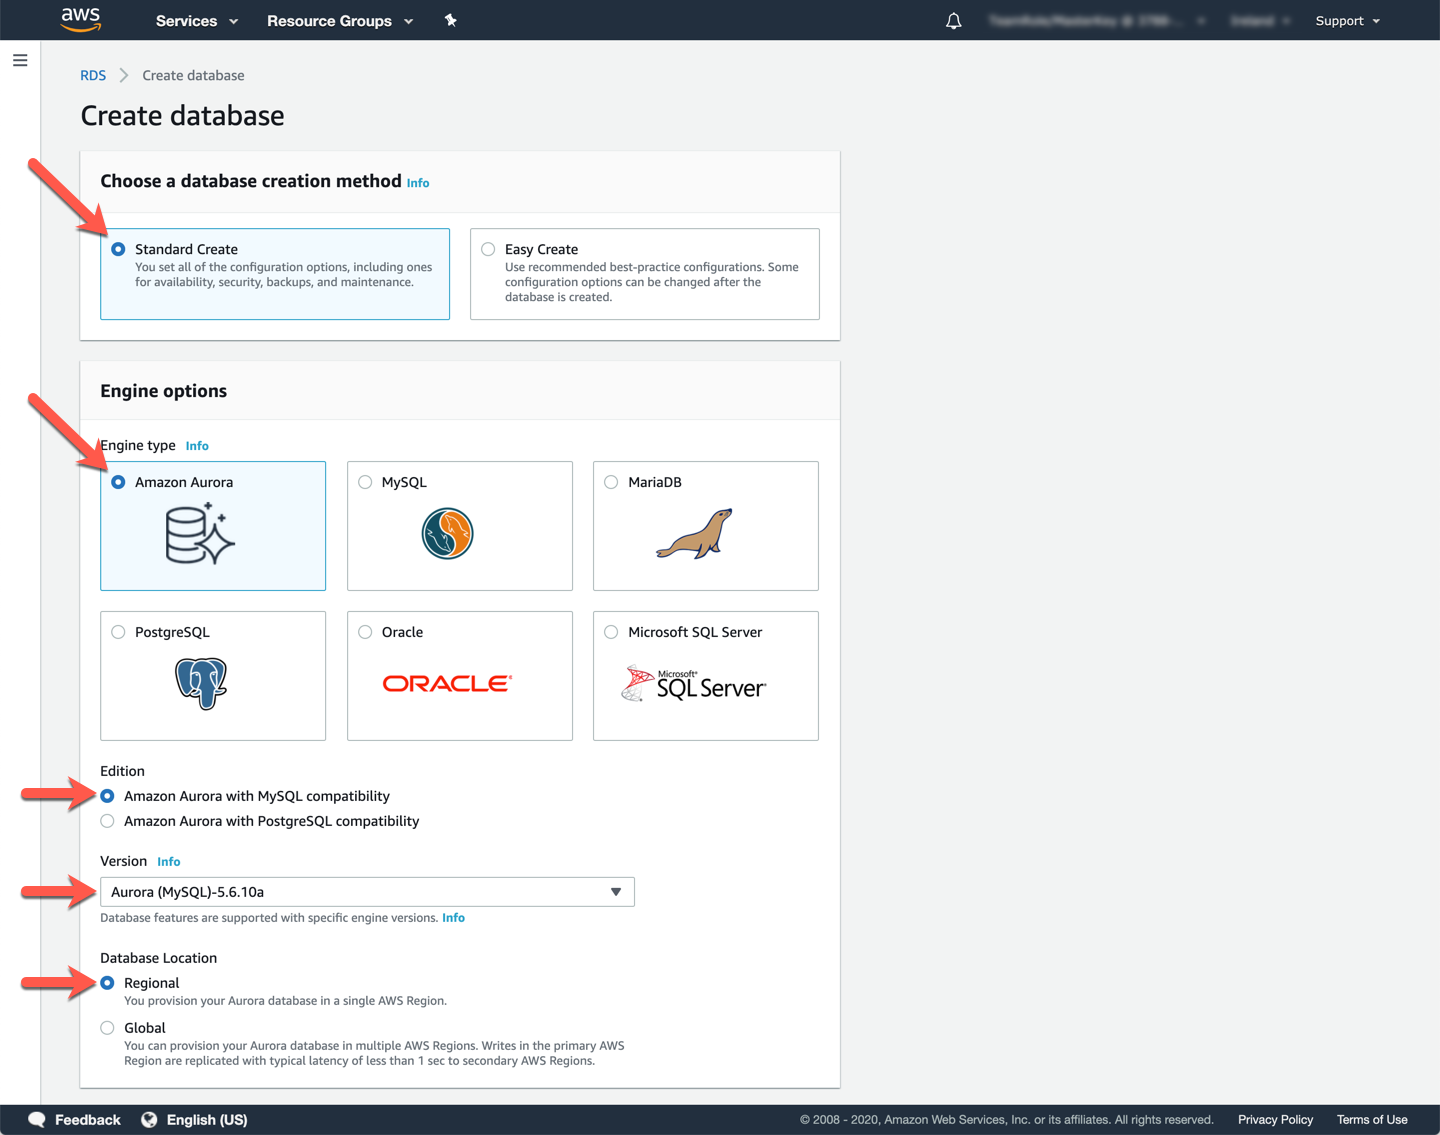 aws
Services
Resource Groups
Support
RDS
Create database
Create database
Choose a database creation method Info
Standard Create
You set all of the configuration options, including ones
for availability, security, backups, and maintenance.
Easy Create
Use recommended best-practice configurations. Some
configuration options can be changed after the
database is created.
Engine options
Engine type Info
Amazon Aurora
MySQL
MariaDB
PostgreSQL
Oracle
ORACLE
Microsoft SQL Server
Microsoft®
SQL Server
Edition
Amazon Aurora with MySQL compatibility
Amazon Aurora with PostgreSQL compatibility
Version Info
Aurora (MySQL)-5.6.10a
Database features are supported with specific engine versions. Info
Database Location
Regional
You provision your Aurora database in a single AWS Region.
Global
You can provision your Aurora database in multiple AWS Regions. Writes in the primary AWS
Region are replicated with typical latency of less than 1 sec to secondary AWS Regions.
Feedback
English (US)
© 2008 - 2020, Amazon Web Services, Inc. or its affiliates. All rights reserved.
Privacy Policy
Terms of Use